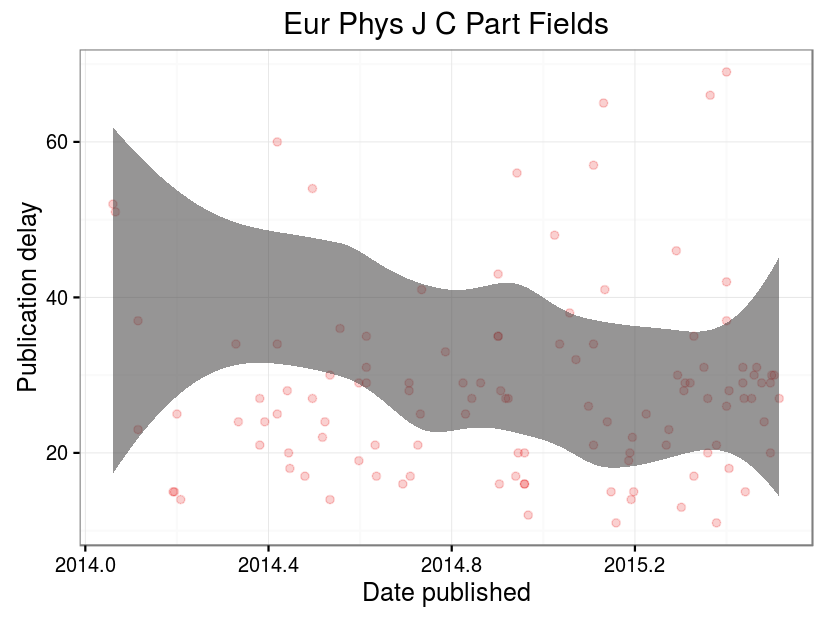 Eur Phys J C Part Fields
Publication delay
60
40
20
2014.0 2014.4 2014.8 2015.2
Date published